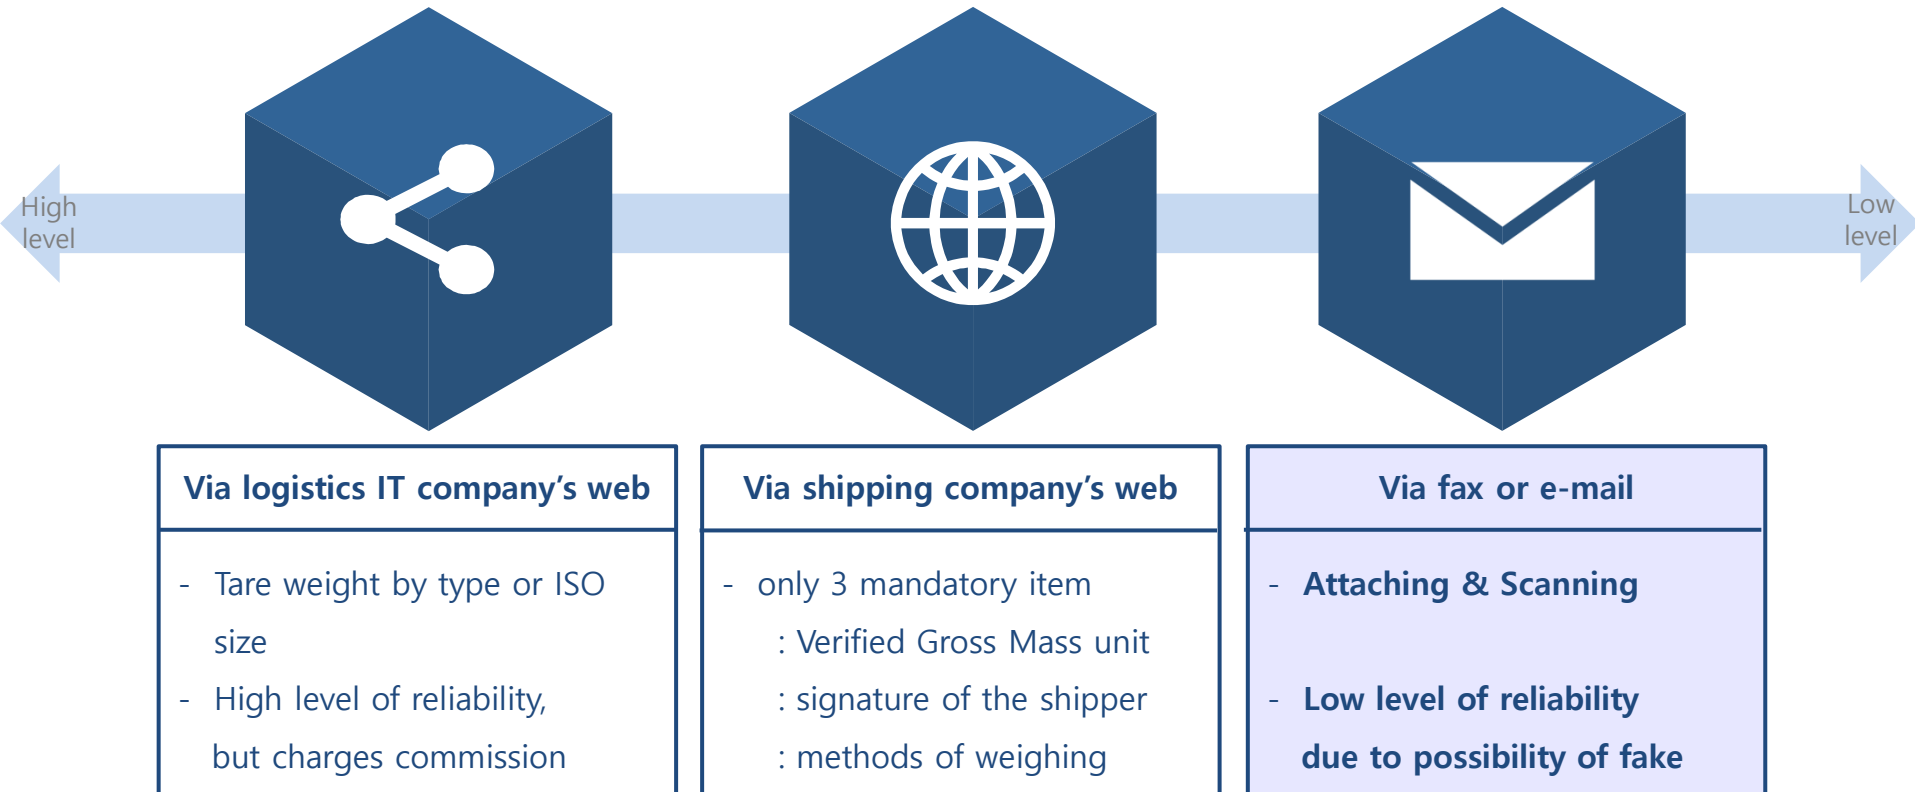 High
level
Low
level
Via logistics IT company's web
- Tare weight by type or ISO
size
- High level of reliability,
but charges commission
Via shipping company's web
- only 3 mandatory item
: Verified Gross Mass unit
: signature of the shipper
: methods of weighing
Via fax or e-mail
- Attaching & Scanning
- Low level of reliability
due to possibility of fake